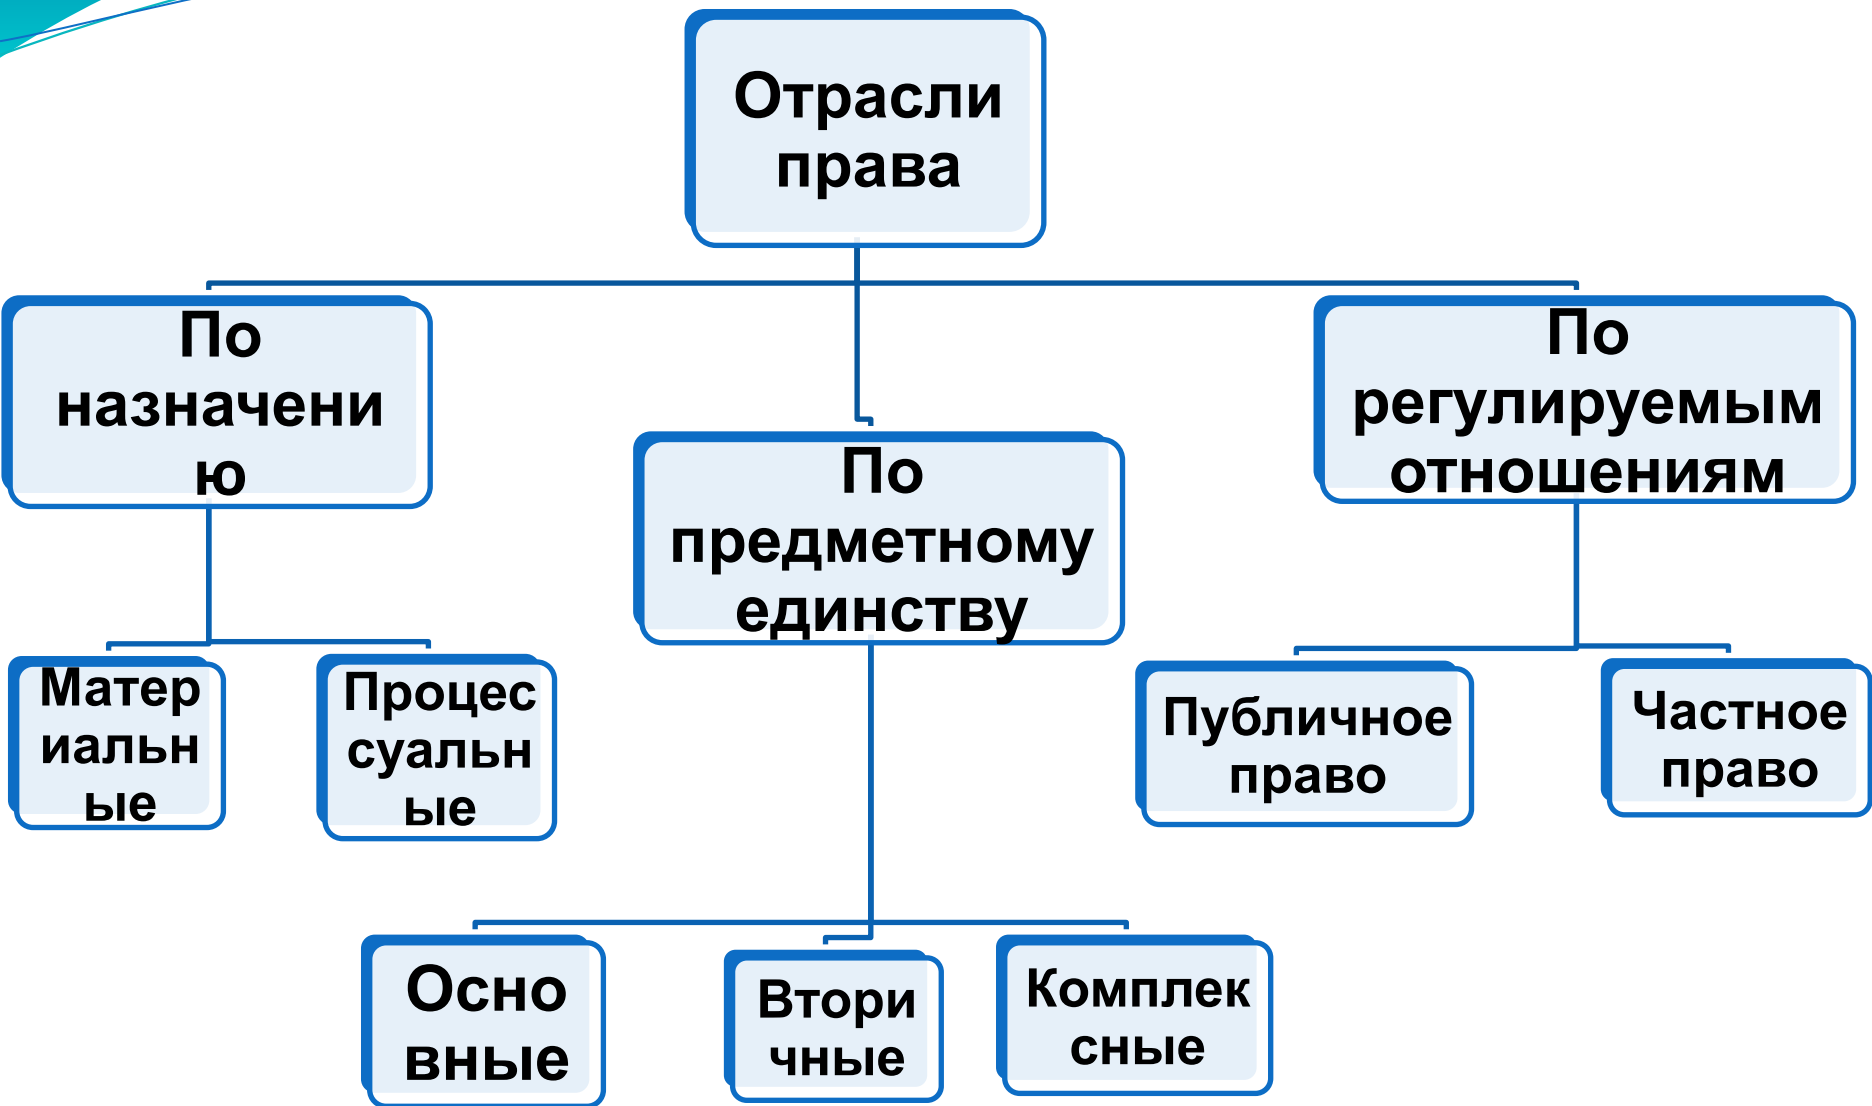 Отрасли
права
По
назначени
ю
По
предметному
единству
По
регулируемым
отношениям
Матер
иальн
ые
Процес
суальн
ые
Публичное
право
Частное
право
Осно
вные
Втори
чные
Комплек
сные